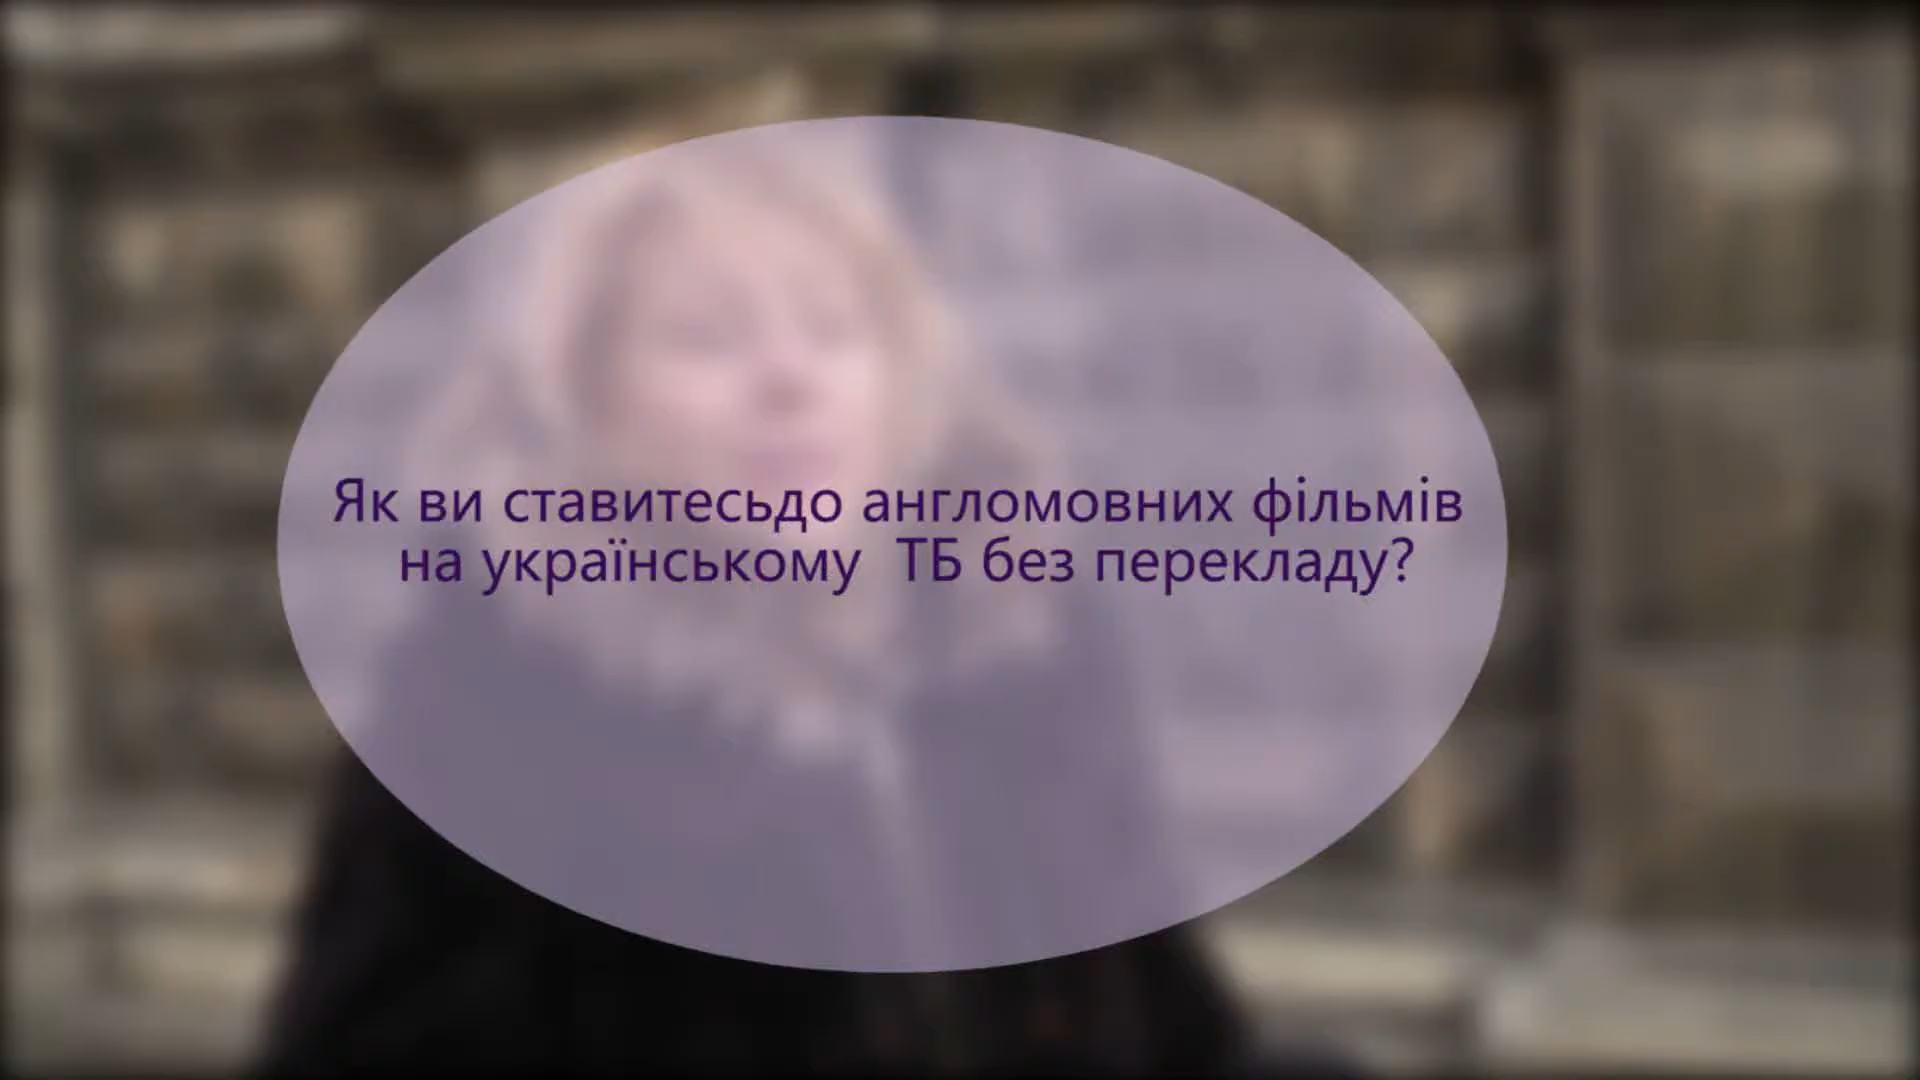 Як ви ставитесьдо англомовних фільмів
на українському ТБ без перекладу?